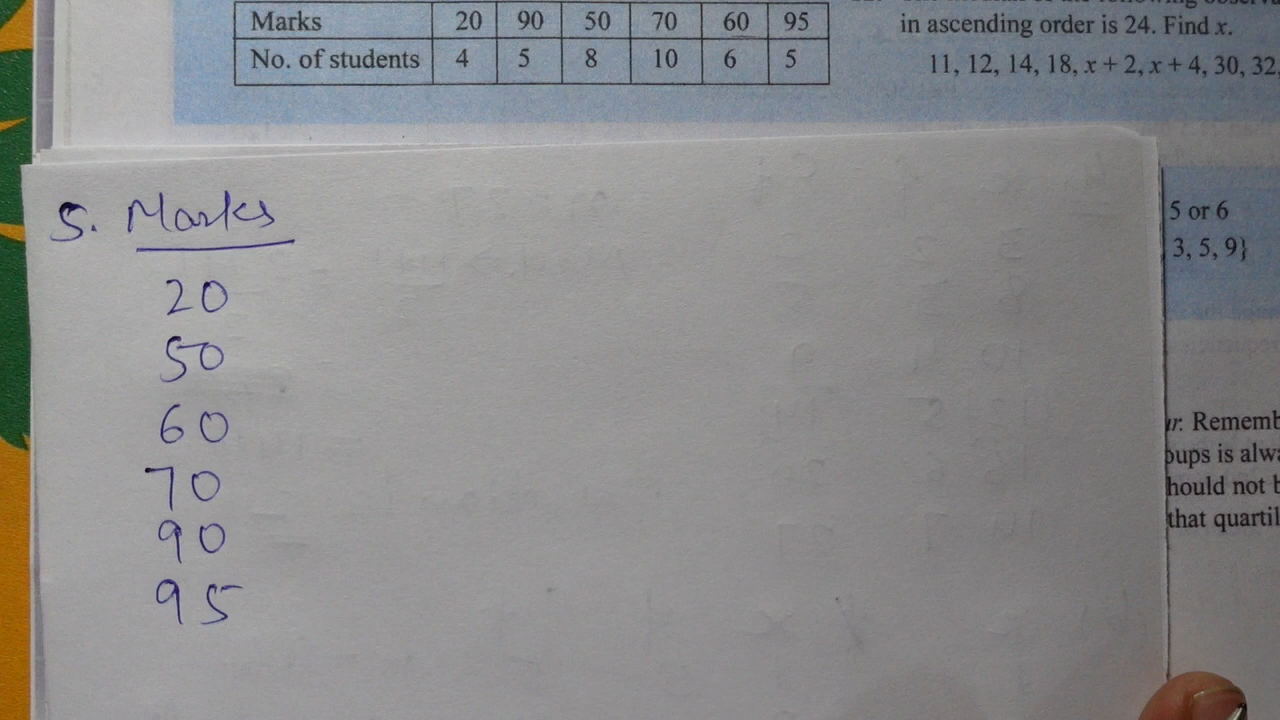 Marks 20 90 50 70 60 95
No. of students 4 5 8 10 6 5
in ascending order is 24. Find x.
11, 12, 14, 18, x + 2, x + 4, 30, 32,
5. Marks
20
50
60
70
90
95
5 or 6
3, 5, 9}
ur. Rememb
oups is alwa
hould not b
that quartil